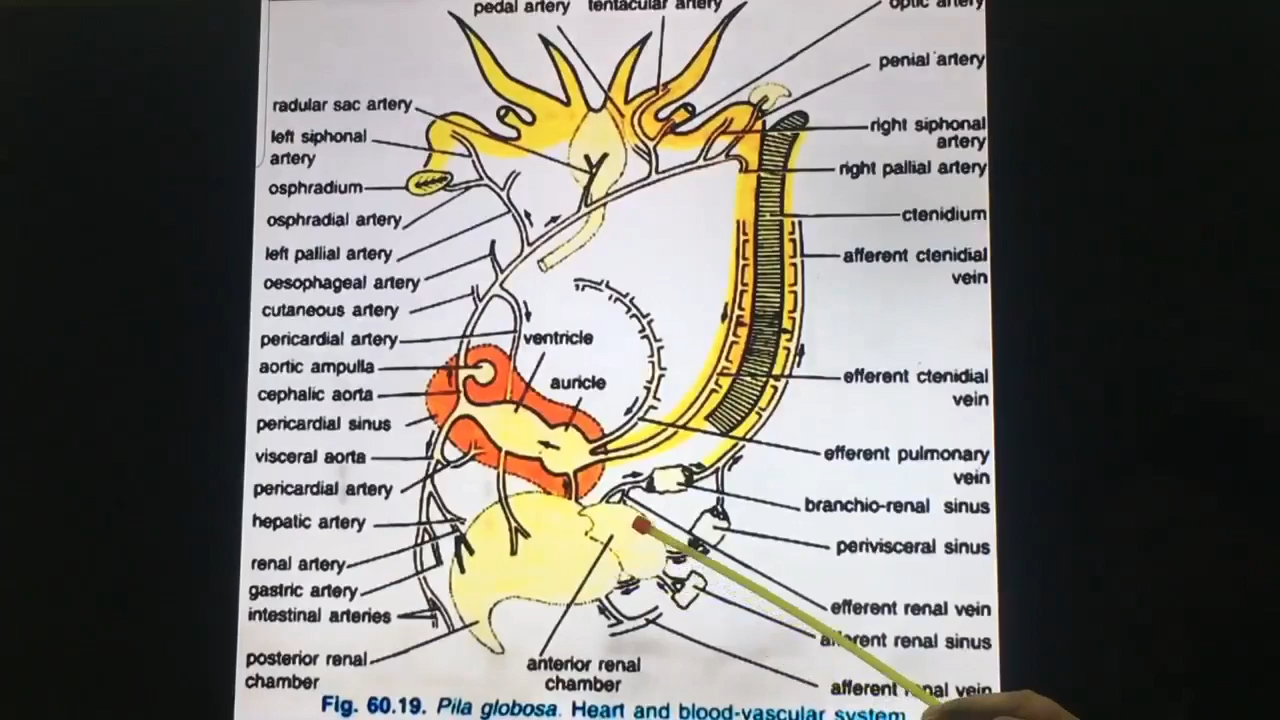 pedal artery
tentacular artery
optic artery
penial artery
radular sac artery
left siphonal
artery
osphradium
osphradial artery
left pallial artery
oesophageal artery
cutaneous artery
pericardial artery
aortic ampulla
cephalic aorta
pericardial sinus
visceral aorta
pericardial artery
hepatic artery
renal artery
gastric artery
intestinal arteries
posterior renal
chamber
ventricle
auricle
anterior renal
chamber
right siphonal
artery
right pallial artery
ctenidium
afferent ctenidial
vein
efferent ctenidial
vein
efferent pulmonary
vein
branchio-renal sinus
perivisceral sinus
efferent renal vein
renal sinus
afferent vein
Fig. 60.19. Pila globosa. Heart and blood-vascular system